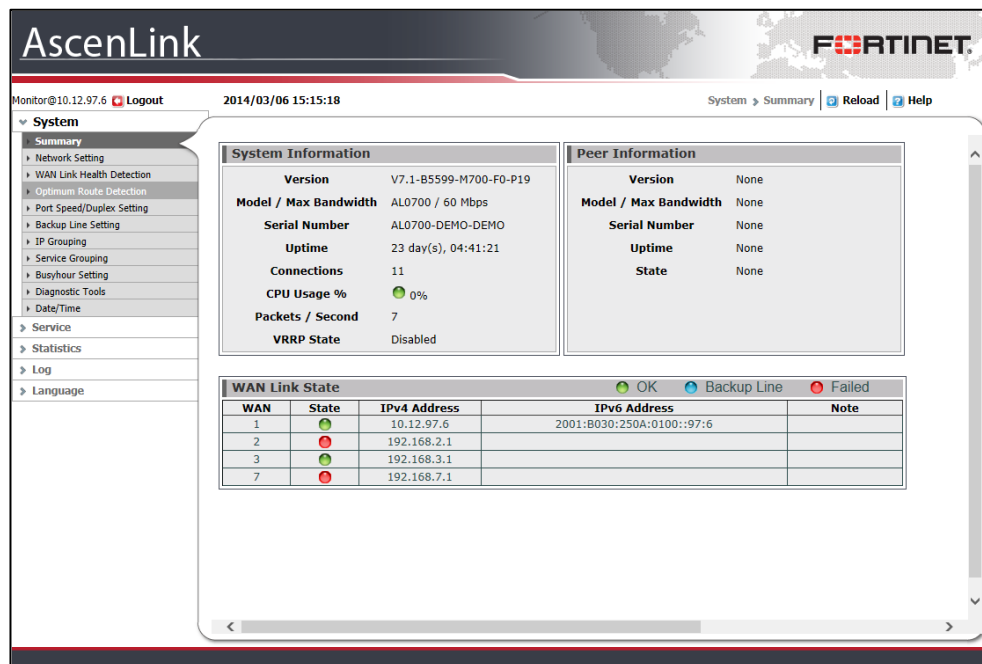 AscenLink
FORTINET
Monitor@10.12.97.6 Logout
2014/03/06 15:15:18
System > Summary Reload Help
System
Summary
Network Setting
WAN Link Health Detection
Optimum Route Detection
Port Speed/Duplex Setting
Backup Line Setting
IP Grouping
Service Grouping
Busyhour Setting
Diagnostic Tools
Date/Time
Service
Statistics
Log
Language
System Information
Version V7.1-B5599-M700-F0-P19
Model / Max Bandwidth AL0700 / 60 Mbps
Serial Number AL0700-DEMO-DEMO
Uptime 23 day(s), 04:41:21
Connections 11
CPU Usage % 0%
Packets / Second 7
VRRP State Disabled
Peer Information
Version None
Model / Max Bandwidth None
Serial Number None
Uptime None
State None
WAN Link State OK Backup Line Failed
WAN State IPv4 Address IPv6 Address Note
1 10.12.97.6 2001:B030:250A:0100::97:6
2 192.168.2.1
3 192.168.3.1
7 192.168.7.1